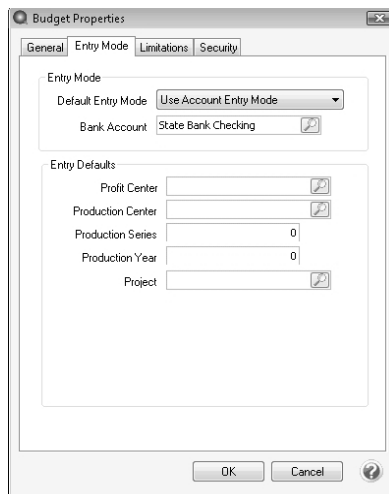 Budget Properties
General Entry Mode Limitations Security
Entry Mode
Default Entry Mode Use Account Entry Mode
Bank Account State Bank Checking
Entry Defaults
Profit Center
Production Center
Production Series 0
Production Year 0
Project
OK Cancel ?